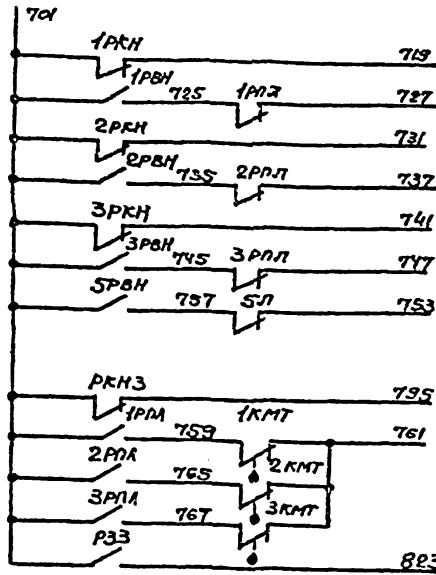 701
1РКН 719
1РВН 725 1РПЛ 727
2РКН 731
2РВН 735 2РПЛ 737
3РКН 741
3РВН 745 3РПЛ 747
5РВН 757 5Л 753
РКНЗ 795
1РПЛ 759 1КМТ 761
2РПЛ 765 2КМТ
3РПЛ 767 3КМТ
РЗЗ 823